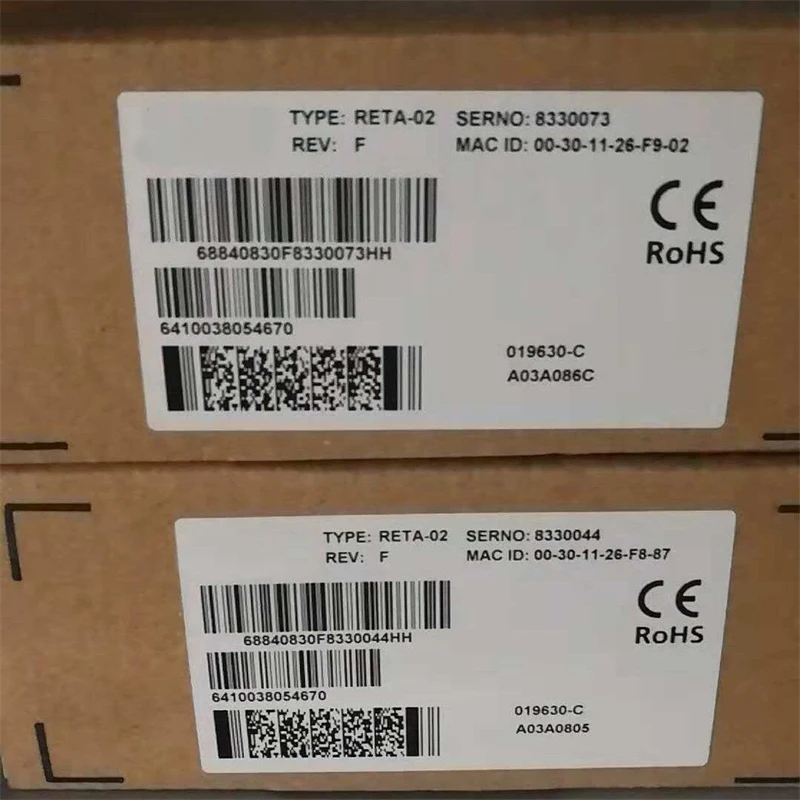 TYPE: RETA-02 SERNO: 8330073
REV: F MAC ID: 00-30-11-26-F9-02
CE
RoHS
68840830F8330073HH
6410038054670
019630-C
A03A086C
TYPE: RETA-02 SERNO: 8330044
REV: F MAC ID: 00-30-11-26-F8-87
CE
RoHS
68840830F8330044HH
6410038054670
019630-C
A03A0805